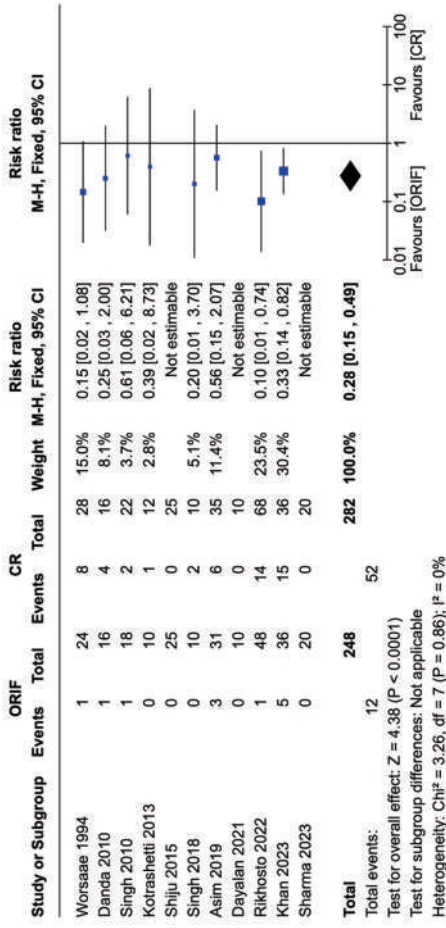 ORIF CR Risk ratio Risk ratio
Study or Subgroup Events Total Events Total Weight M-H, Fixed, 95% CI M-H, Fixed, 95% CI
Worsaae 1994 1 24 8 28 15.0% 0.15 [0.02 , 1.08]
Danda 2010 1 16 4 16 8.1% 0.25 [0.03 , 2.00]
Singh 2010 1 18 2 22 3.7% 0.61 [0.06 , 6.21]
Kotrashetti 2013 0 10 1 12 2.8% 0.39 [0.02 , 8.73]
Shiju 2015 0 25 0 25 Not estimable
Singh 2018 0 10 2 10 5.1% 0.20 [0.01 , 3.70]
Asim 2019 3 31 6 35 11.4% 0.56 [0.15 , 2.07]
Dayalan 2021 0 10 0 10 Not estimable
Rikhosto 2022 1 48 14 68 23.5% 0.10 [0.01 , 0.74]
Khan 2023 5 36 15 36 30.4% 0.33 [0.14 , 0.82]
Sharma 2023 0 20 0 20 Not estimable
Total 248 282 100.0% 0.28 [0.15 , 0.49]
Total events: 12 52
Test for overall effect: Z = 4.38 (P < 0.0001)
Test for subgroup differences: Not applicable
Heterogeneity: Chi² = 3.26, df = 7 (P = 0.86); I² = 0%
0.01 0.1 1 10 100
Favours [ORIF] Favours [CR]